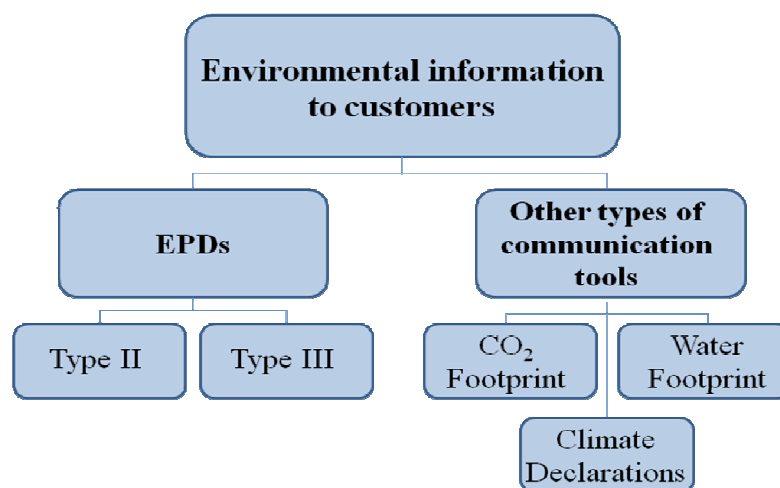 Environmental information
to customers
EPDs
Other types of
communication
tools
Type II
Type III
CO₂
Footprint
Water
Footprint
Climate
Declarations